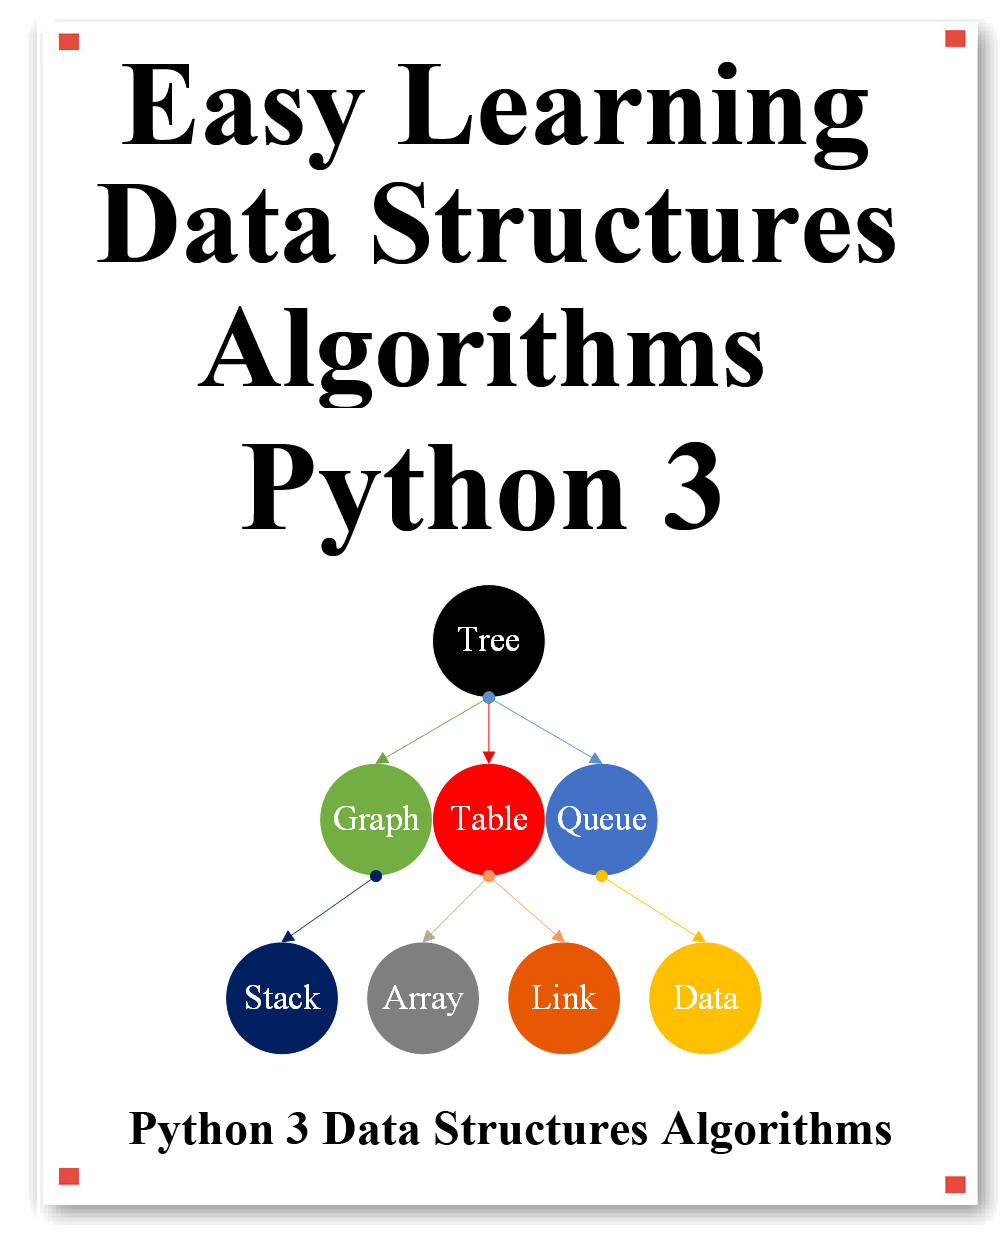 Easy Learning
Data Structures
Algorithms
Python 3
Tree
Graph Table Queue
Stack Array Link Data
Python 3 Data Structures Algorithms